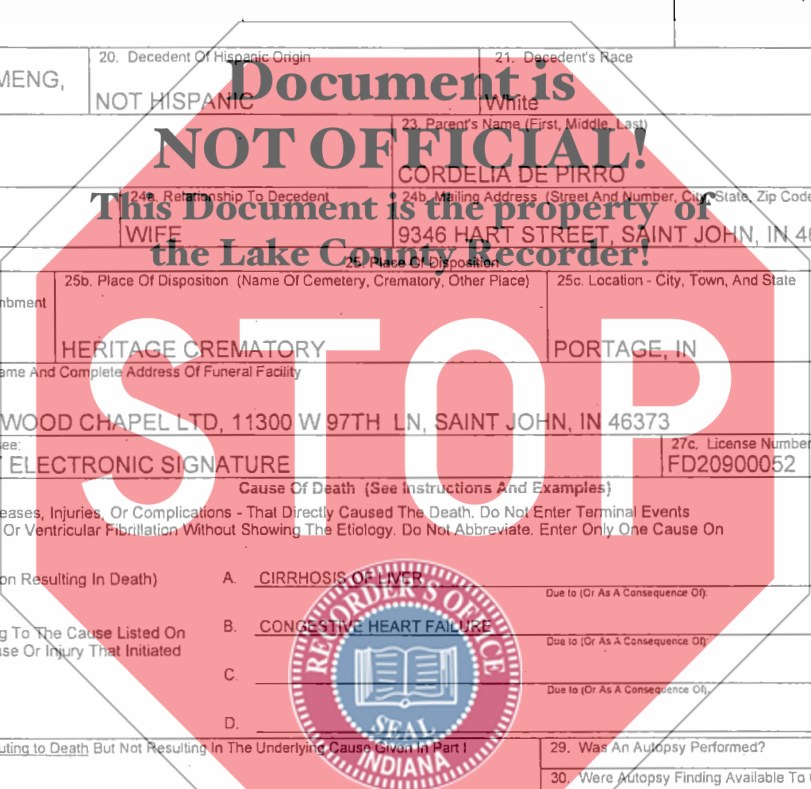 20. Decedent Of Hispanic Origin
21. Decedent's Race
MENG,
NOT HISPANIC
White
Document is
NOT OFFICIAL!
This Document is the property of
the Lake County Recorder!
23. Parent's Name (First, Middle, Last)
CORDELIA DE PIRRO
24a. Relationship To Decedent
24b. Mailing Address (Street And Number, City, State, Zip Code
WIFE
9346 HART STREET, SAINT JOHN, IN 46
25. Place Of Disposition
25b. Place Of Disposition (Name Of Cemetery, Crematory, Other Place)
25c. Location - City, Town, And State
mbment
HERITAGE CREMATORY
PORTAGE, IN
STOP
ame And Complete Address Of Funeral Facility
WOOD CHAPEL LTD, 11300 W 97TH LN, SAINT JOHN, IN 46373
ee:
27c. License Number
Y ELECTRONIC SIGNATURE
FD20900052
Cause Of Death (See Instructions And Examples)
eases, Injuries, Or Complications - That Directly Caused The Death. Do Not Enter Terminal Events
Or Ventricular Fibrillation Without Showing The Etiology. Do Not Abbreviate. Enter Only One Cause On
on Resulting In Death)
A. CIRRHOSIS OF LIVER
Due to (Or As A Consequence Of):
g To The Cause Listed On
B. CONGESTIVE HEART FAILURE
Due to (Or As A Consequence Of):
se Or Injury That Initiated
C.
Due to (Or As A Consequence Of):
D.
RECORDER'S OFFICE
SEAL
INDIANA
uting to Death But Not Resulting In The Underlying Cause Given In Part I
29. Was An Autopsy Performed?
30. Were Autopsy Finding Available To